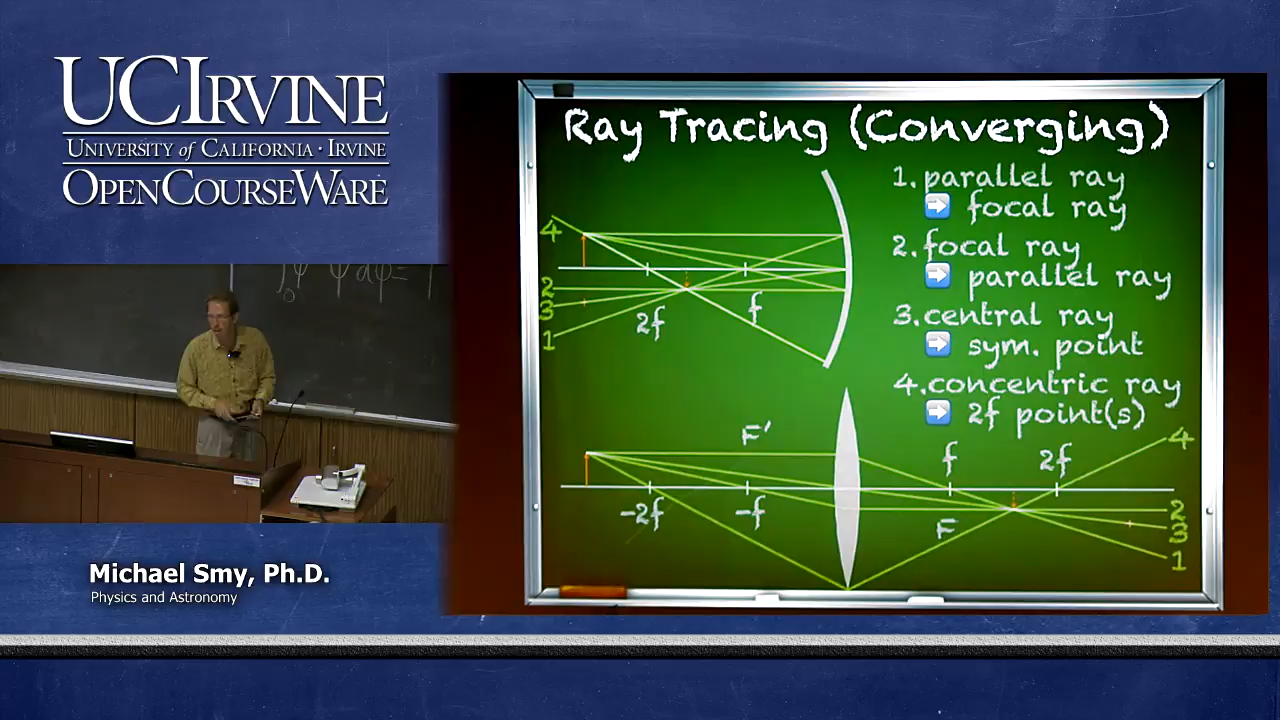 UCIRVINE
UNIVERSITY of CALIFORNIA · IRVINE
OPENCOURSEWARE
Michael Smy, Ph.D.
Physics and Astronomy
Ray Tracing (Converging)
1. parallel ray
➡ focal ray
2. focal ray
➡ parallel ray
3. central ray
➡ sym. point
4. concentric ray
➡ 2f point(s)
4
2
3
1
2f
f
F'
-2f
-f
f
2f
F
4
2
3
1